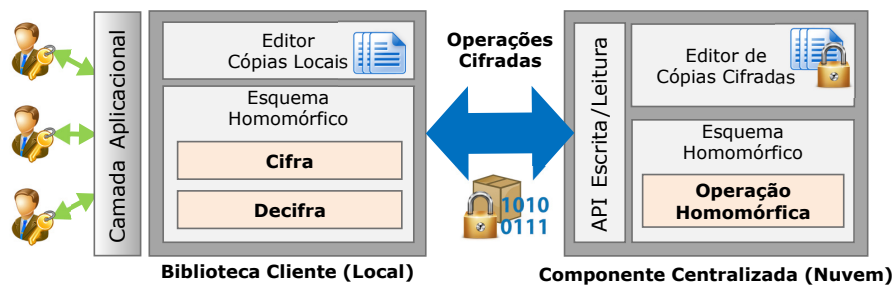 Camada Aplicacional
Editor
Cópias Locais
Esquema
Homomórfico
Cifra
Decifra
Biblioteca Cliente (Local)
Operações
Cifradas
1010
0111
API Escrita/Leitura
Editor de
Cópias Cifradas
Esquema
Homomórfico
Operação
Homomórfica
Componente Centralizada (Nuvem)